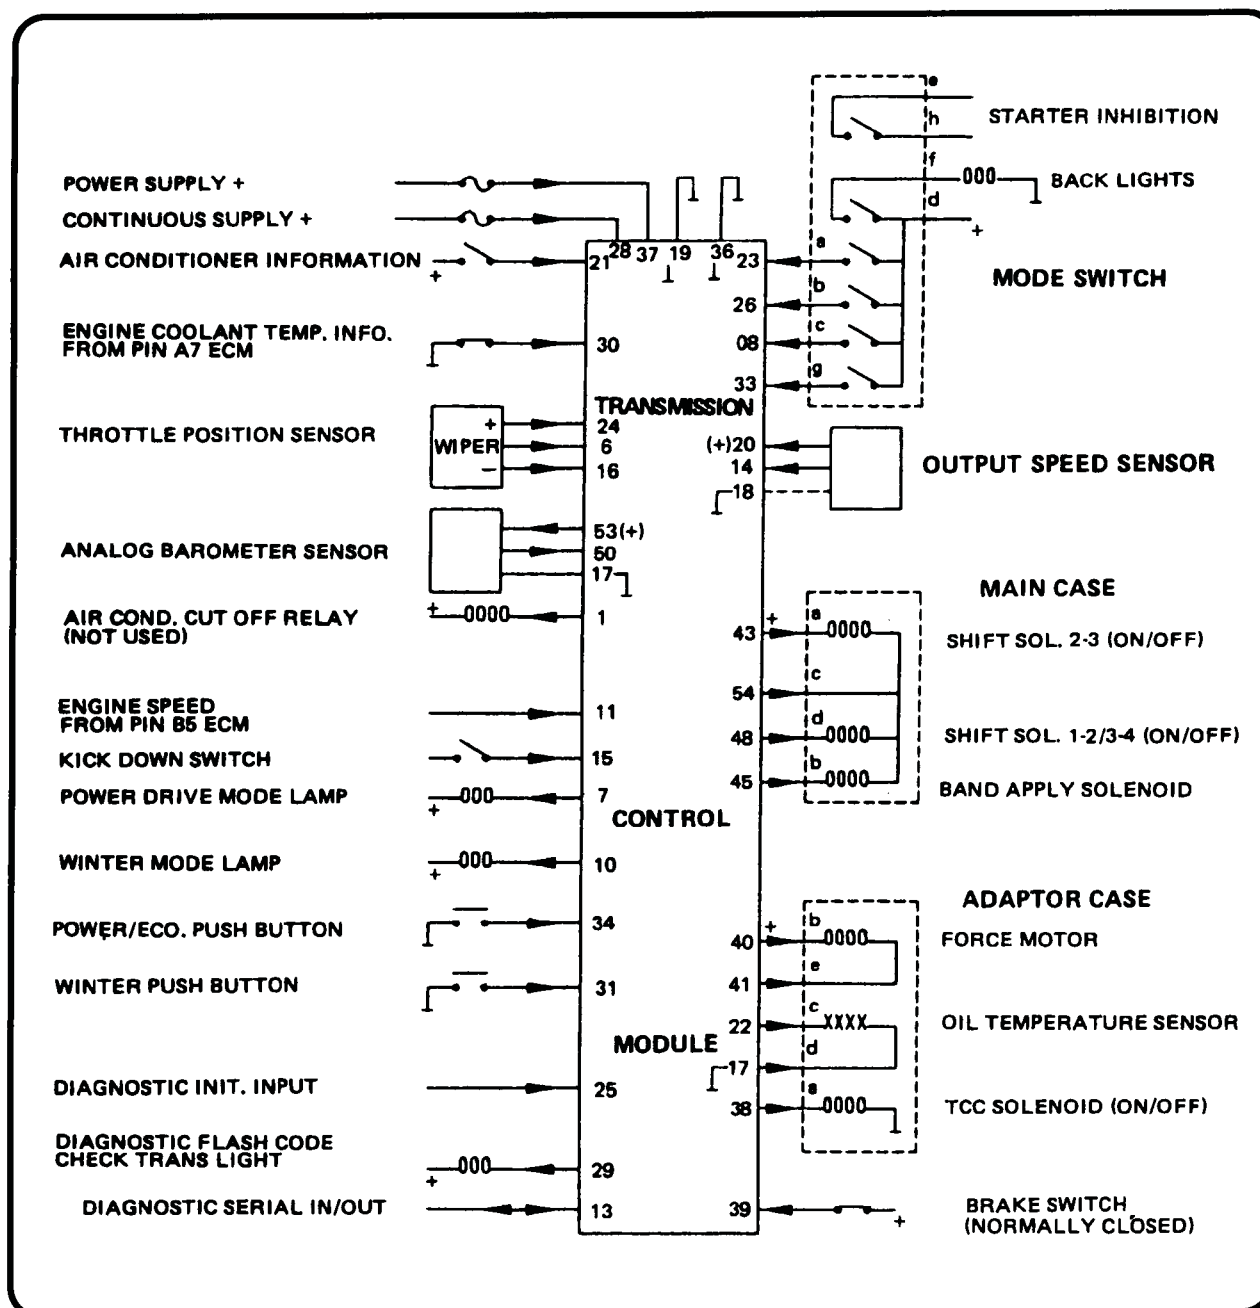 e
h
STARTER INHIBITION
f
BACK LIGHTS
d
+
POWER SUPPLY +
CONTINUOUS SUPPLY +
AIR CONDITIONER INFORMATION
+
21
28
37
19
36
23
a
26
b
08
c
33
g
MODE SWITCH
ENGINE COOLANT TEMP. INFO.
FROM PIN A7 ECM
30
TRANSMISSION
THROTTLE POSITION SENSOR
+
WIPER
−
24
6
16
(+)20
14
18
OUTPUT SPEED SENSOR
ANALOG BAROMETER SENSOR
53(+)
50
17
MAIN CASE
AIR COND. CUT OFF RELAY
(NOT USED)
+
1
43
+
a
SHIFT SOL. 2-3 (ON/OFF)
54
c
ENGINE SPEED
FROM PIN B5 ECM
11
48
d
SHIFT SOL. 1-2/3-4 (ON/OFF)
KICK DOWN SWITCH
15
45
b
BAND APPLY SOLENOID
POWER DRIVE MODE LAMP
+
7
CONTROL
WINTER MODE LAMP
+
10
ADAPTOR CASE
POWER/ECO. PUSH BUTTON
34
40
+
b
FORCE MOTOR
WINTER PUSH BUTTON
31
41
e
22
c
XXXX
OIL TEMPERATURE SENSOR
MODULE
17
d
DIAGNOSTIC INIT. INPUT
25
38
a
TCC SOLENOID (ON/OFF)
DIAGNOSTIC FLASH CODE
CHECK TRANS LIGHT
+
29
DIAGNOSTIC SERIAL IN/OUT
13
39
+
BRAKE SWITCH
(NORMALLY CLOSED)